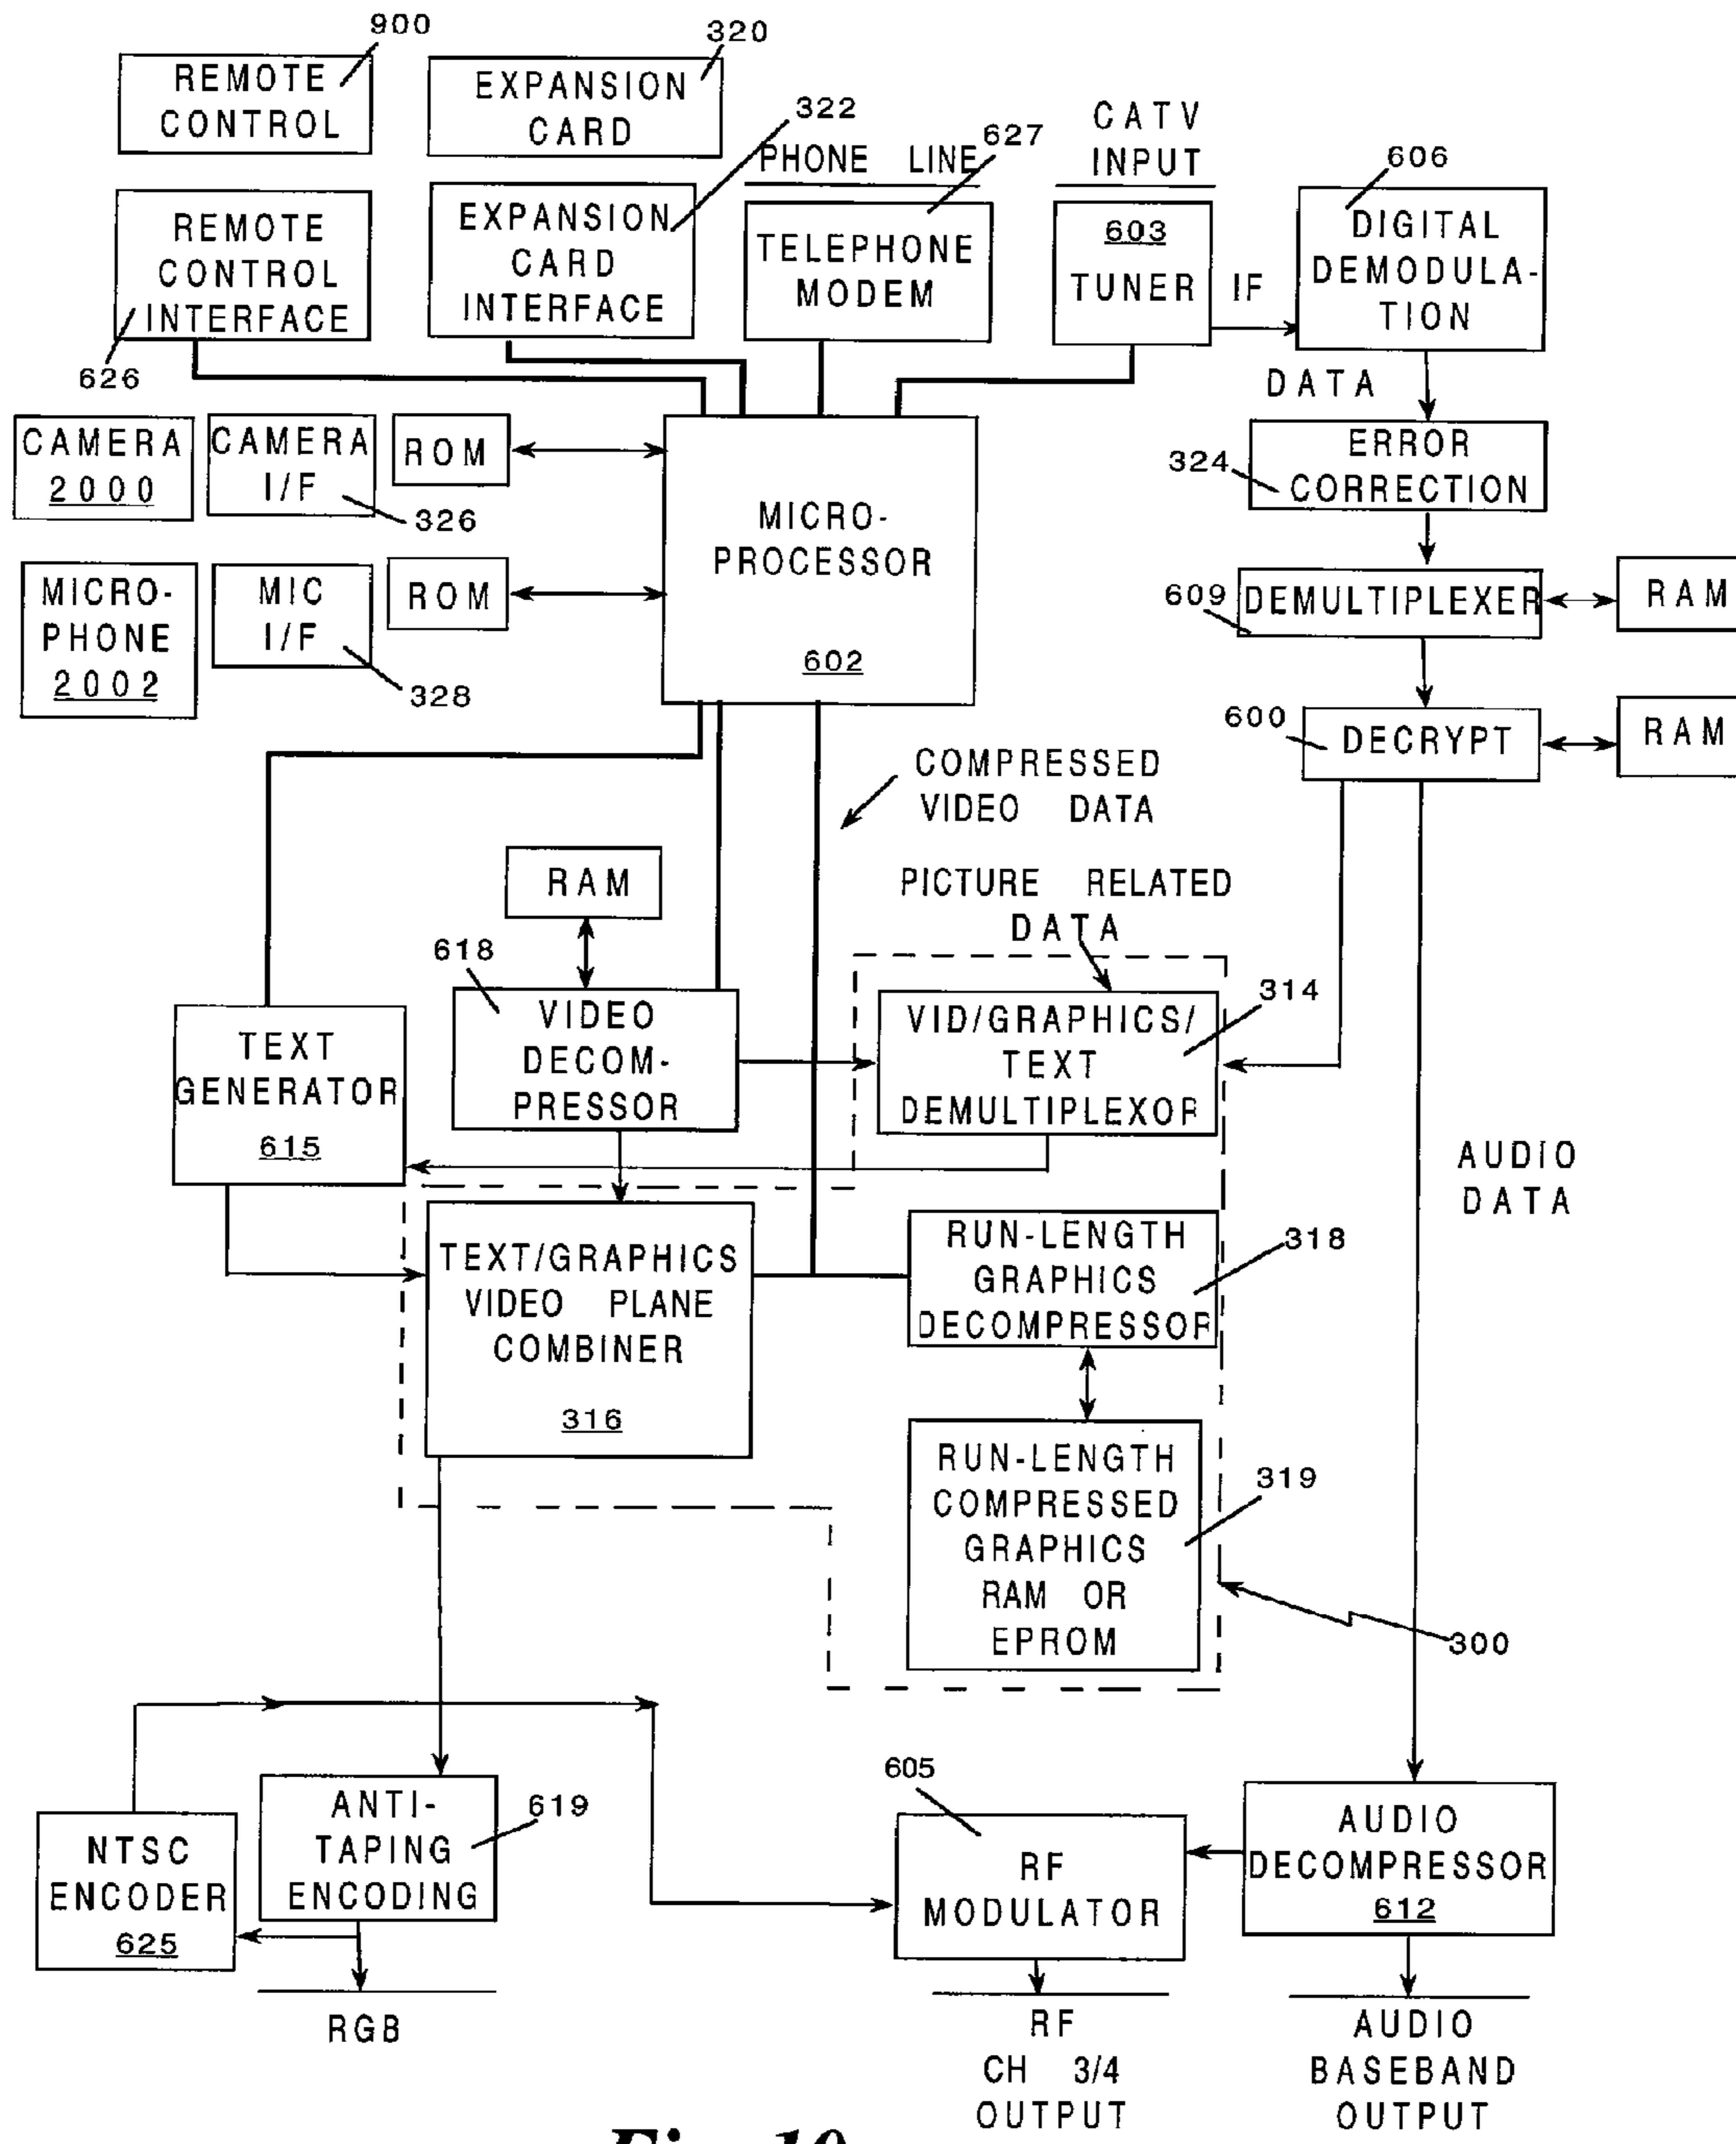 900
REMOTE
CONTROL
320
EXPANSION
CARD
322
PHONE LINE
627
CATV
INPUT
606
REMOTE
CONTROL
INTERFACE
626
EXPANSION
CARD
INTERFACE
TELEPHONE
MODEM
603
TUNER
IF
DIGITAL
DEMODULA-
TION
DATA
CAMERA
2000
CAMERA
I/F
326
ROM
MICRO-
PROCESSOR
602
ERROR
CORRECTION
324
MICRO-
PHONE
2002
MIC
I/F
328
ROM
609
DEMULTIPLEXER
RAM
600
DECRYPT
RAM
COMPRESSED
VIDEO DATA
RAM
PICTURE RELATED
DATA
618
VIDEO
DECOM-
PRESSOR
VID/GRAPHICS/
TEXT
DEMULTIPLEXOR
314
TEXT
GENERATOR
615
AUDIO
DATA
TEXT/GRAPHICS
VIDEO PLANE
COMBINER
316
RUN-LENGTH
GRAPHICS
DECOMPRESSOR
318
RUN-LENGTH
COMPRESSED
GRAPHICS
RAM OR
EPROM
319
300
NTSC
ENCODER
625
ANTI-
TAPING
ENCODING
619
605
RF
MODULATOR
AUDIO
DECOMPRESSOR
612
RGB
RF
CH 3/4
OUTPUT
AUDIO
BASEBAND
OUTPUT